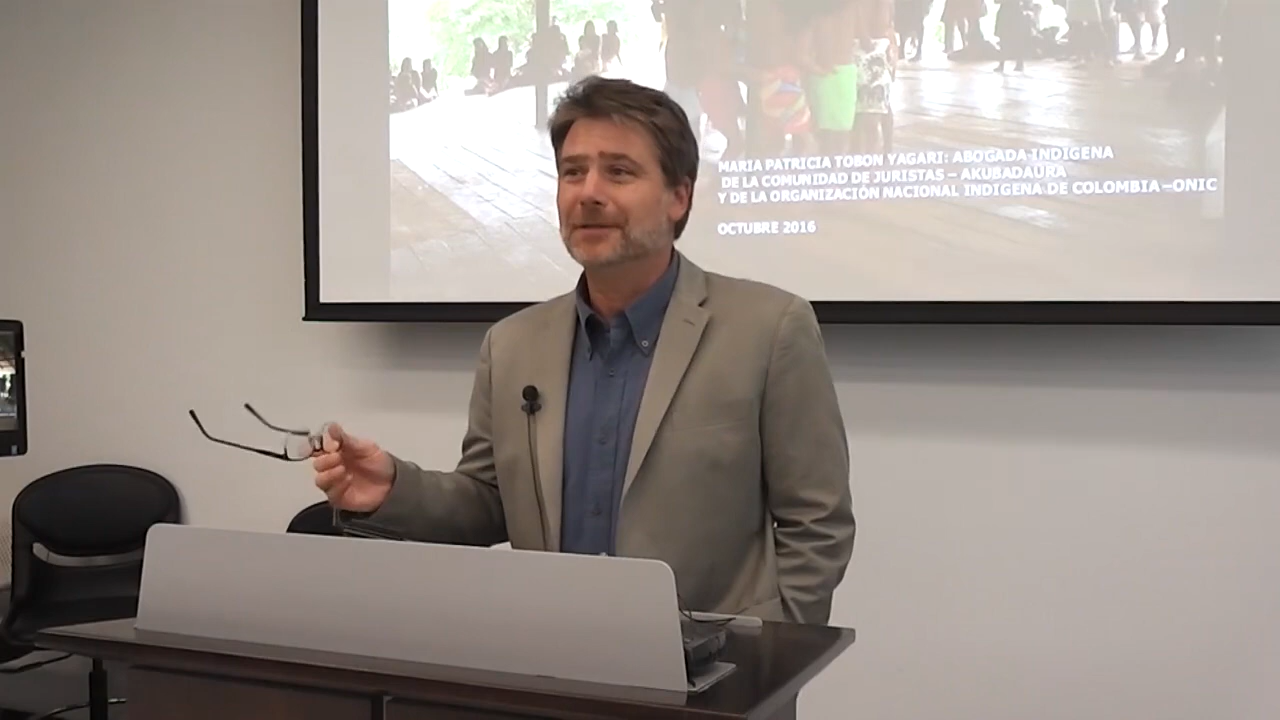 MARIA PATRICIA TOBON YAGARI: ABOGADA INDIGENA
DE LA COMUNIDAD DE JURISTAS – AKUBADAURA
Y DE LA ORGANIZACIÓN NACIONAL INDIGENA DE COLOMBIA –ONIC
OCTUBRE 2016